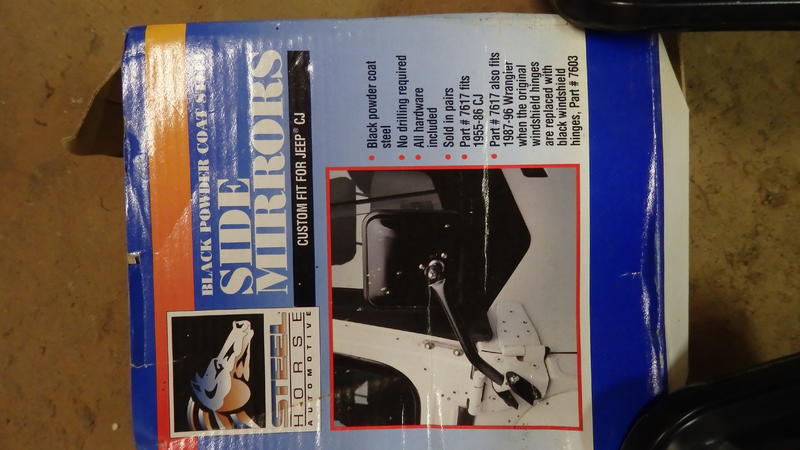 BLACK POWDER COAT STEEL
SIDE
MIRRORS
CUSTOM FIT FOR JEEP® CJ
STEEL
HORSE
AUTOMOTIVE
• Black powder coat
steel
• No drilling required
• All hardware
included
• Sold in pairs
• Part # 7617 fits
1955-86 CJ
• Part # 7617 also fits
1987-96 Wrangler
when the original
windshield hinges
are replaced with
black windshield
hinges, Part # 7603